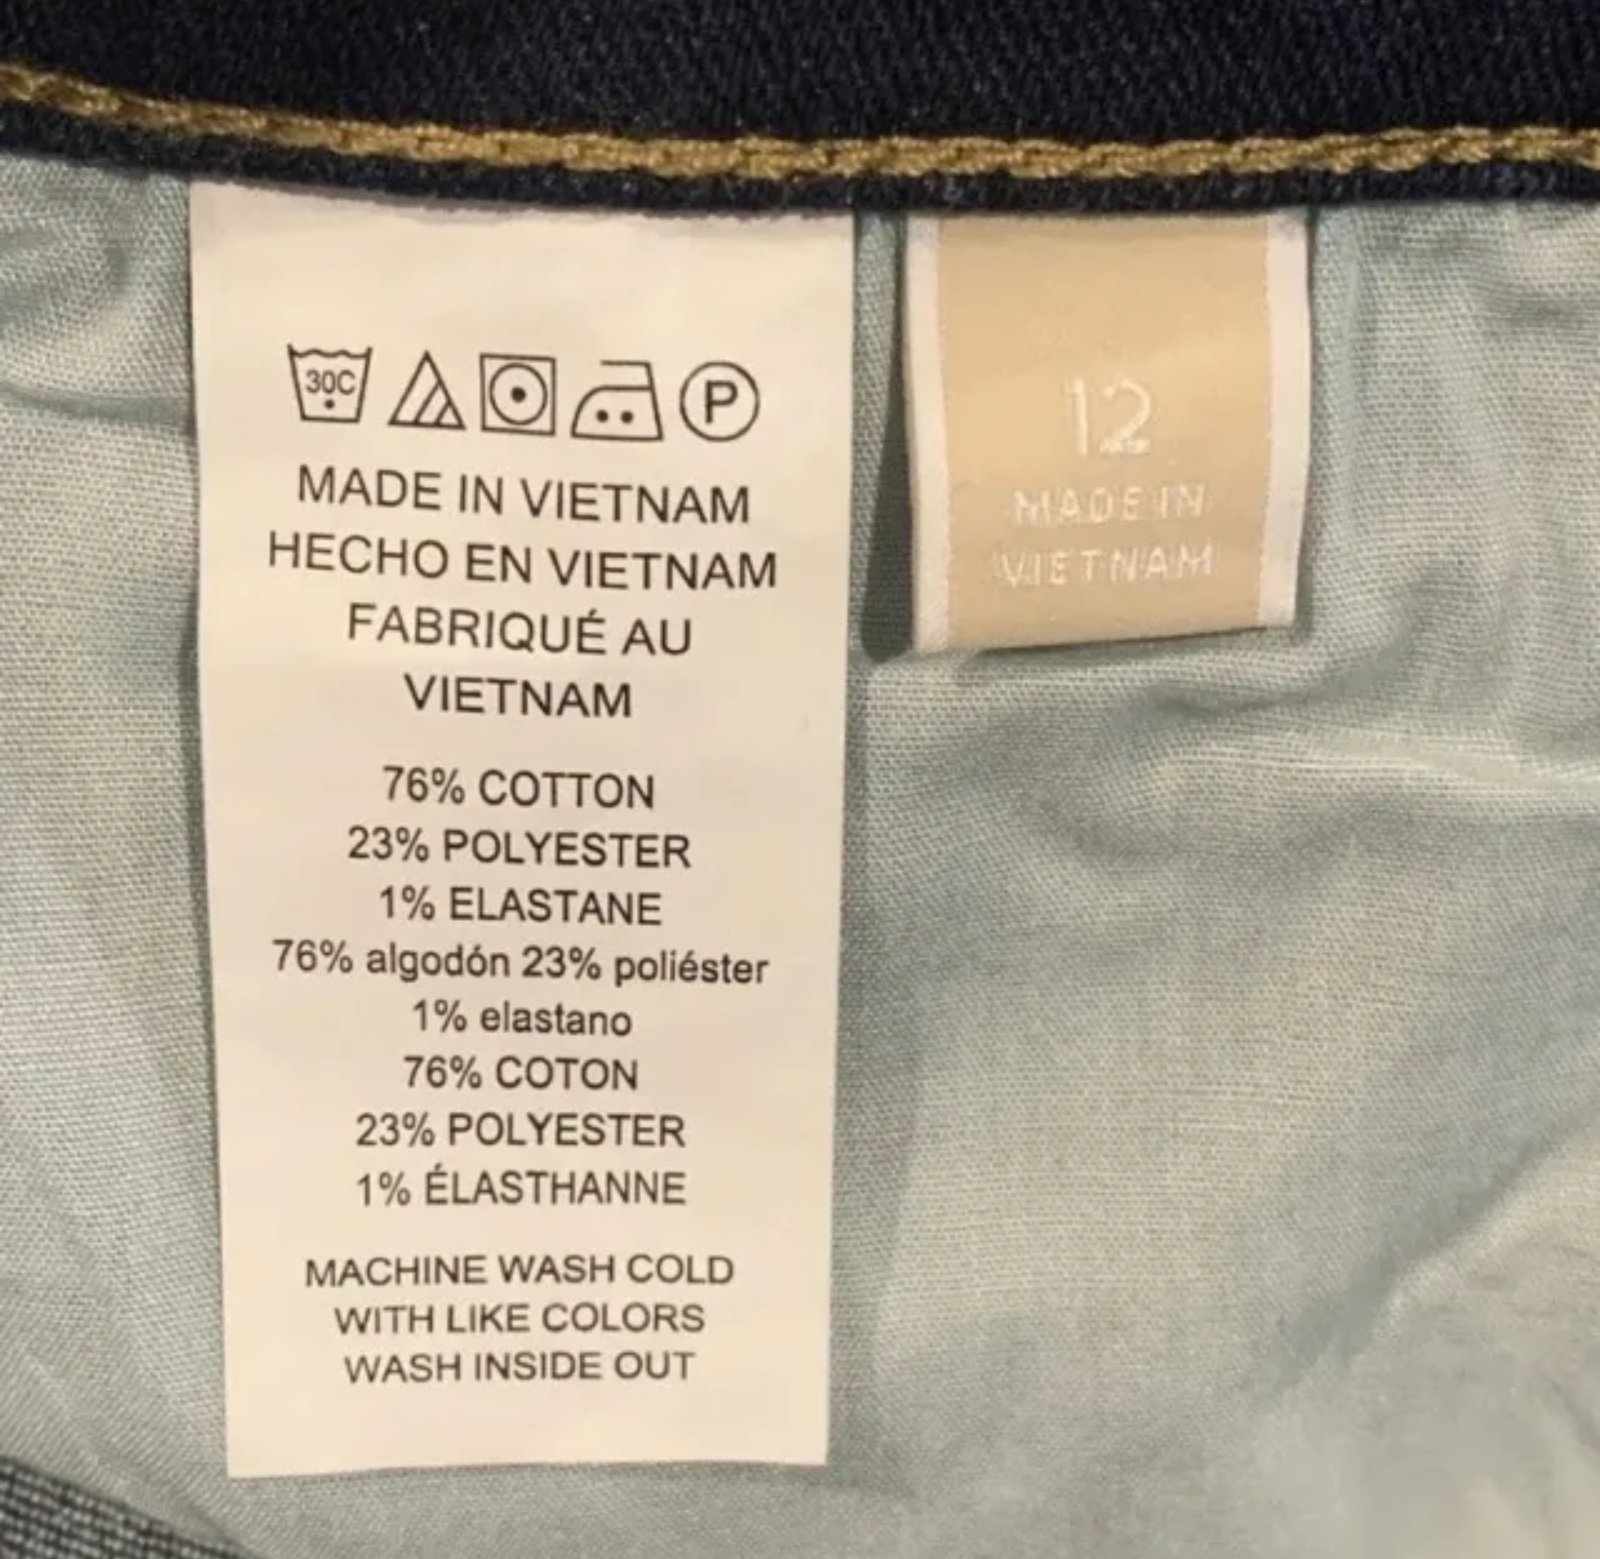 30C
P
MADE IN VIETNAM
HECHO EN VIETNAM
FABRIQUÉ AU
VIETNAM
76% COTTON
23% POLYESTER
1% ELASTANE
76% algodón 23% poliéster
1% elastano
76% COTON
23% POLYESTER
1% ÉLASTHANNE
MACHINE WASH COLD
WITH LIKE COLORS
WASH INSIDE OUT
12
MADE IN
VIETNAM